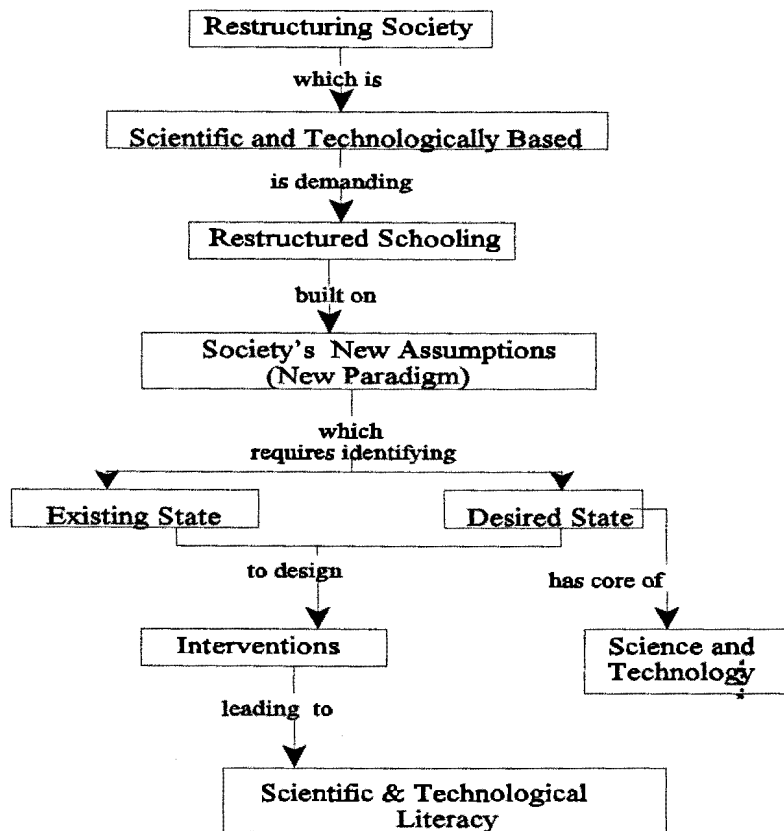 Restructuring Society
which is
Scientific and Technologically Based
is demanding
Restructured Schooling
built on
Society's New Assumptions
(New Paradigm)
which
requires identifying
Existing State
Desired State
to design
has core of
Interventions
Science and
Technology
leading to
Scientific & Technological
Literacy